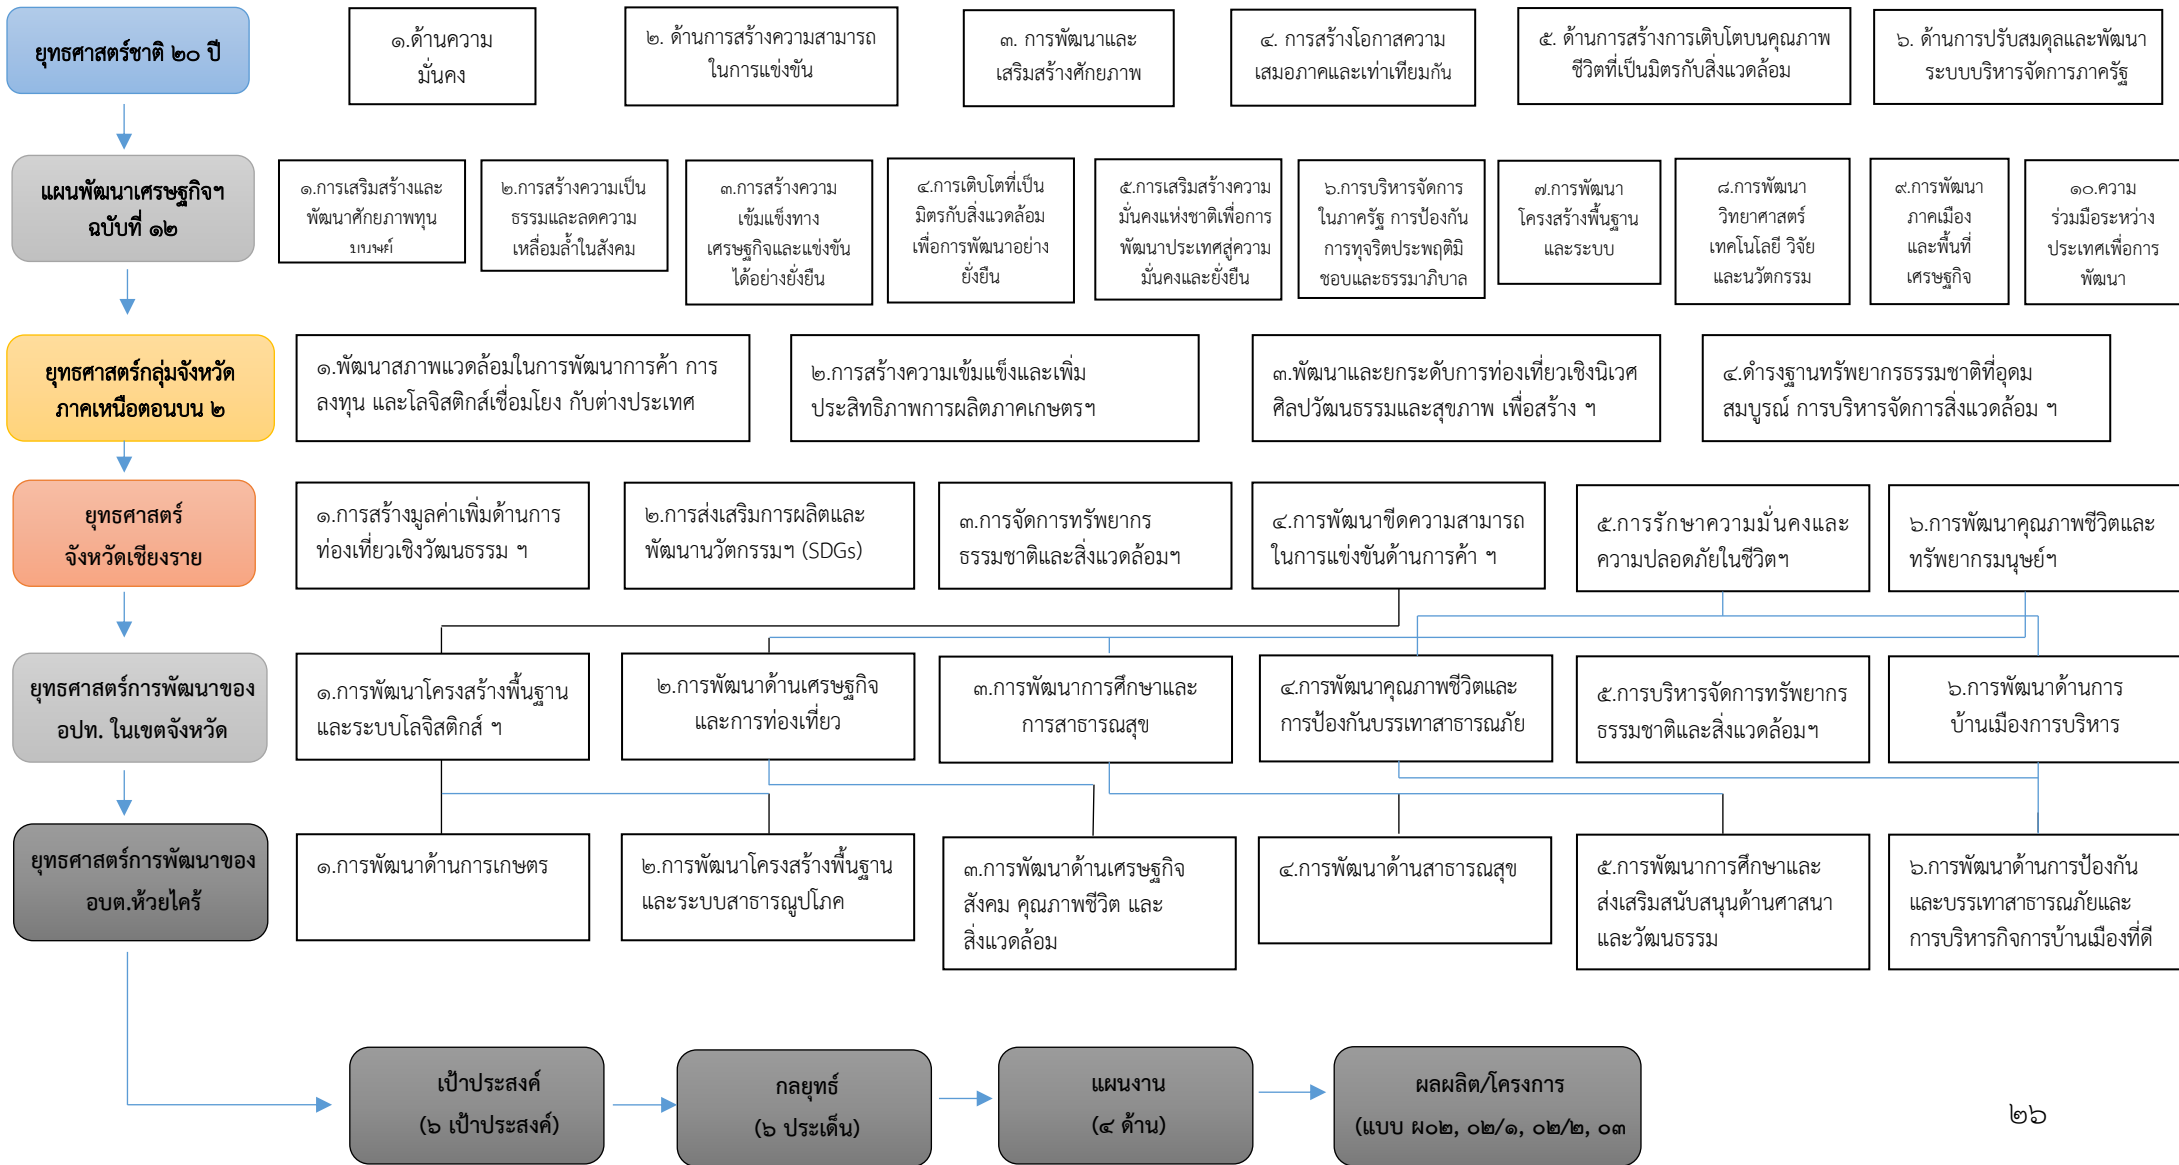 ยุทธศาสตร์ชาติ ๒๐ ปี
๑.ด้านความ
มั่นคง
๒. ด้านการสร้างความสามารถ
ในการแข่งขัน
๓. การพัฒนาและ
เสริมสร้างศักยภาพ
๔. การสร้างโอกาสความ
เสมอภาคและเท่าเทียมกัน
๕. ด้านการสร้างการเติบโตบนคุณภาพ
ชีวิตที่เป็นมิตรกับสิ่งแวดล้อม
๖. ด้านการปรับสมดุลและพัฒนา
ระบบบริหารจัดการภาครัฐ
แผนพัฒนาเศรษฐกิจฯ
ฉบับที่ ๑๒
๑.การเสริมสร้างและ
พัฒนาศักยภาพทุน
มนุษย์
๒.การสร้างความเป็น
ธรรมและลดความ
เหลื่อมล้ำในสังคม
๓.การสร้างความ
เข้มแข็งทาง
เศรษฐกิจและแข่งขัน
ได้อย่างยั่งยืน
๔.การเติบโตที่เป็น
มิตรกับสิ่งแวดล้อม
เพื่อการพัฒนาอย่าง
ยั่งยืน
๕.การเสริมสร้างความ
มั่นคงแห่งชาติเพื่อการ
พัฒนาประเทศสู่ความ
มั่นคงและยั่งยืน
๖.การบริหารจัดการ
ในภาครัฐ การป้องกัน
การทุจริตประพฤติมิ
ชอบและธรรมาภิบาล
๗.การพัฒนา
โครงสร้างพื้นฐาน
และระบบ
๘.การพัฒนา
วิทยาศาสตร์
เทคโนโลยี วิจัย
และนวัตกรรม
๙.การพัฒนา
ภาคเมือง
และพื้นที่
เศรษฐกิจ
๑๐.ความ
ร่วมมือระหว่าง
ประเทศเพื่อการ
พัฒนา
ยุทธศาสตร์กลุ่มจังหวัด
ภาคเหนือตอนบน ๒
๑.พัฒนาสภาพแวดล้อมในการพัฒนาการค้า การ
ลงทุน และโลจิสติกส์เชื่อมโยง กับต่างประเทศ
๒.การสร้างความเข้มแข็งและเพิ่ม
ประสิทธิภาพการผลิตภาคเกษตรฯ
๓.พัฒนาและยกระดับการท่องเที่ยวเชิงนิเวศ
ศิลปวัฒนธรรมและสุขภาพ เพื่อสร้าง ฯ
๔.ดำรงฐานทรัพยากรธรรมชาติที่อุดม
สมบูรณ์ การบริหารจัดการสิ่งแวดล้อม ฯ
ยุทธศาสตร์
จังหวัดเชียงราย
๑.การสร้างมูลค่าเพิ่มด้านการ
ท่องเที่ยวเชิงวัฒนธรรม ฯ
๒.การส่งเสริมการผลิตและ
พัฒนานวัตกรรมฯ (SDGs)
๓.การจัดการทรัพยากร
ธรรมชาติและสิ่งแวดล้อมฯ
๔.การพัฒนาขีดความสามารถ
ในการแข่งขันด้านการค้า ฯ
๕.การรักษาความมั่นคงและ
ความปลอดภัยในชีวิตฯ
๖.การพัฒนาคุณภาพชีวิตและ
ทรัพยากรมนุษย์ฯ
ยุทธศาสตร์การพัฒนาของ
อปท. ในเขตจังหวัด
๑.การพัฒนาโครงสร้างพื้นฐาน
และระบบโลจิสติกส์ ฯ
๒.การพัฒนาด้านเศรษฐกิจ
และการท่องเที่ยว
๓.การพัฒนาการศึกษาและ
การสาธารณสุข
๔.การพัฒนาคุณภาพชีวิตและ
การป้องกันบรรเทาสาธารณภัย
๕.การบริหารจัดการทรัพยากร
ธรรมชาติและสิ่งแวดล้อมฯ
๖.การพัฒนาด้านการ
บ้านเมืองการบริหาร
ยุทธศาสตร์การพัฒนาของ
อบต.ห้วยไคร้
๑.การพัฒนาด้านการเกษตร
๒.การพัฒนาโครงสร้างพื้นฐาน
และระบบสาธารณูปโภค
๓.การพัฒนาด้านเศรษฐกิจ
สังคม คุณภาพชีวิต และ
สิ่งแวดล้อม
๔.การพัฒนาด้านสาธารณสุข
๕.การพัฒนาการศึกษาและ
ส่งเสริมสนับสนุนด้านศาสนา
และวัฒนธรรม
๖.การพัฒนาด้านการป้องกัน
และบรรเทาสาธารณภัยและ
การบริหารกิจการบ้านเมืองที่ดี
เป้าประสงค์
(๖ เป้าประสงค์)
กลยุทธ์
(๖ ประเด็น)
แผนงาน
(๔ ด้าน)
ผลผลิต/โครงการ
(แบบ ผ๐๒, ๐๒/๑, ๐๒/๒, ๐๓
๒๖